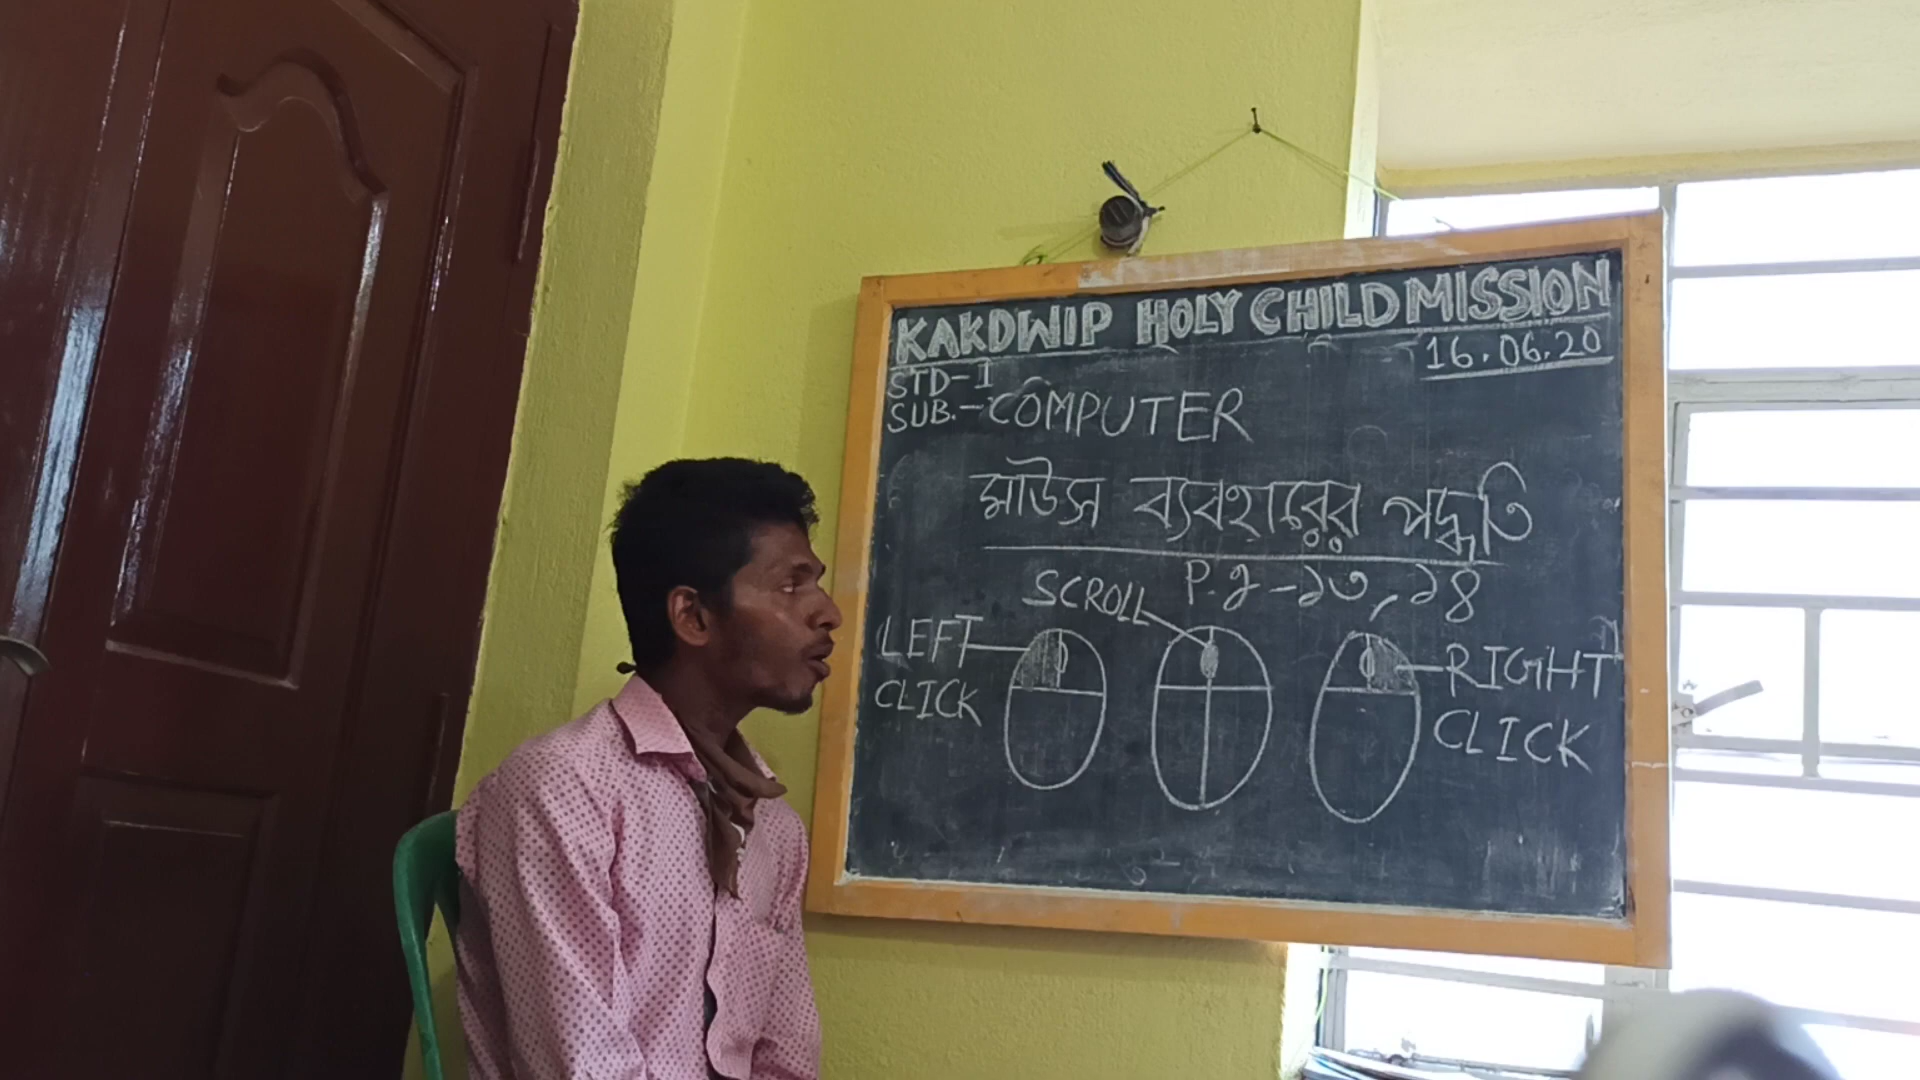 KAKDWIP HOLY CHILD MISSION
16.06.20
STD-I
SUB.-COMPUTER
মাউস ব্যবহারের পদ্ধতি
P.g-১৩,১৪
SCROLL
LEFT
CLICK
RIGHT
CLICK